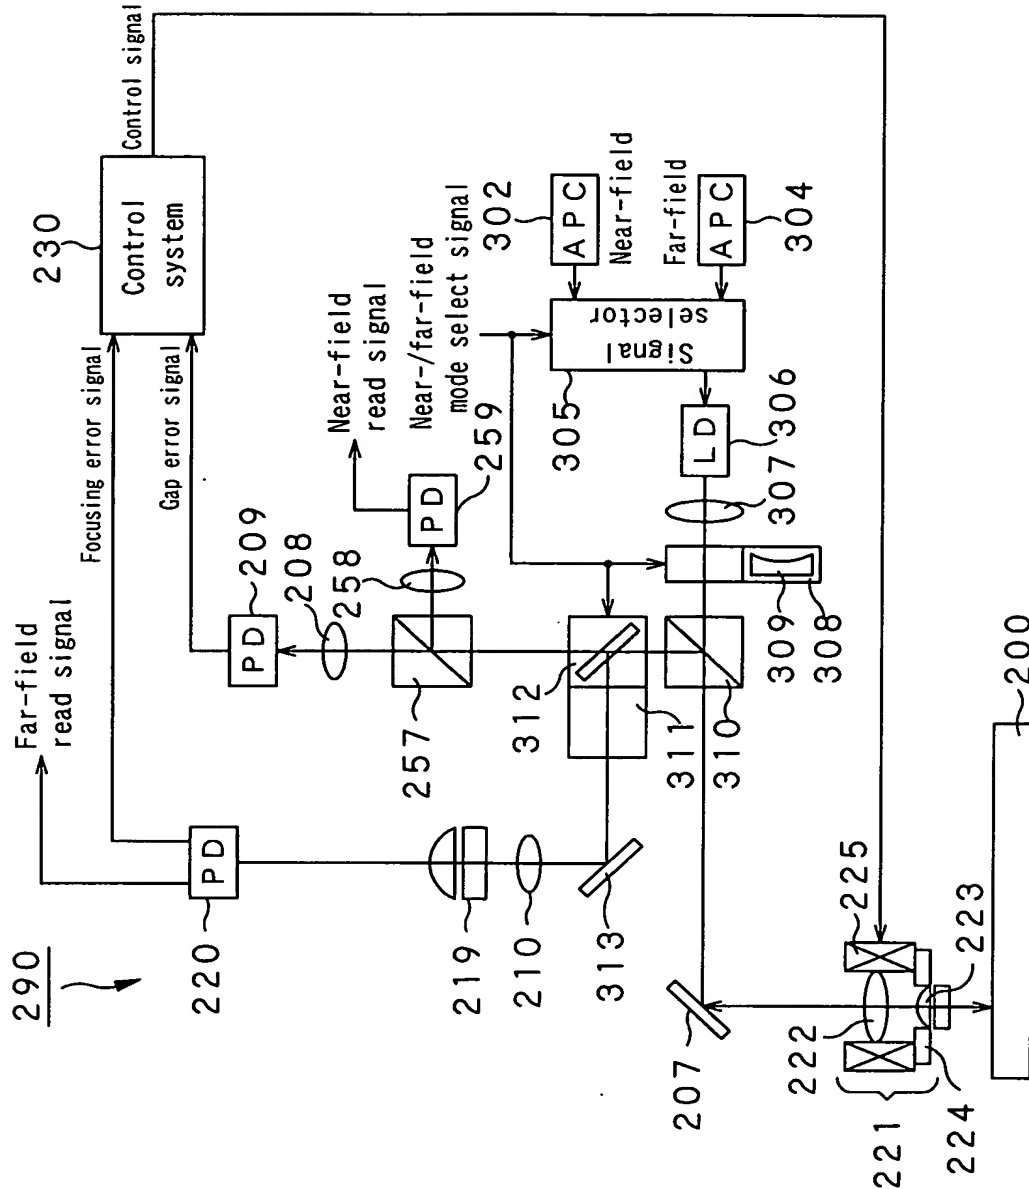 290
Far-field
read signal
Focusing error signal
Gap error signal
Control signal
230
Control
system
PD
220
PD
209
208
Near-field
read signal
Near-/far-field
mode select signal
PD
259
258
257
219
210
313
312
311
310
302
APC
Near-field
Far-field
APC
304
Signal
selector
305
LD
306
307
309
308
207
225
222
223
221
224
200